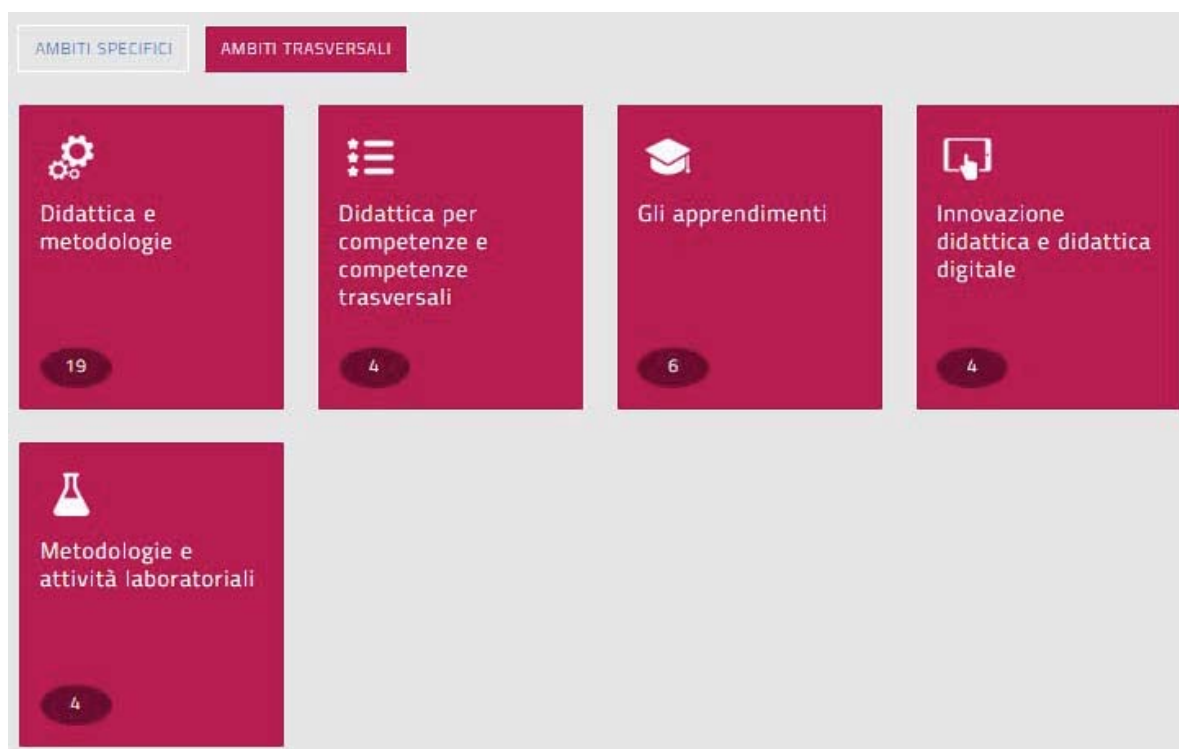 AMBITI SPECIFICI
AMBITI TRASVERSALI
Didattica e
metodologie
19
Didattica per
competenze e
competenze
trasversali
4
Gli apprendimenti
6
Innovazione
didattica e didattica
digitale
4
Metodologie e
attività laboratoriali
4